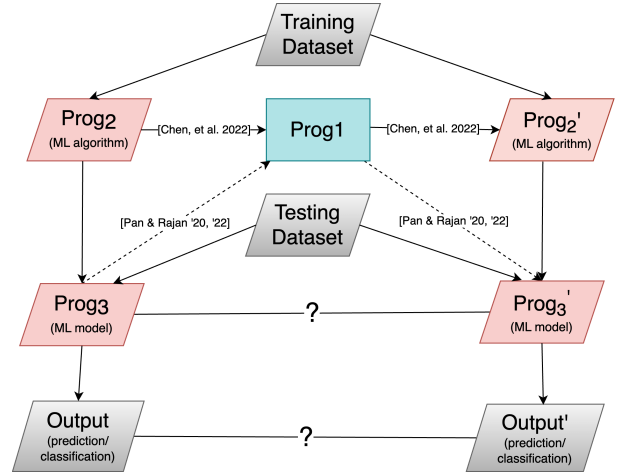 Training
Dataset
Prog2
(ML algorithm)
[Chen, et al. 2022]
Prog1
[Chen, et al. 2022]
Prog2'
(ML algorithm)
[Pan & Rajan '20, '22]
Testing
Dataset
[Pan & Rajan '20, '22]
Prog3
(ML model)
?
Prog3'
(ML model)
Output
(prediction/
classification)
?
Output'
(prediction/
classification)